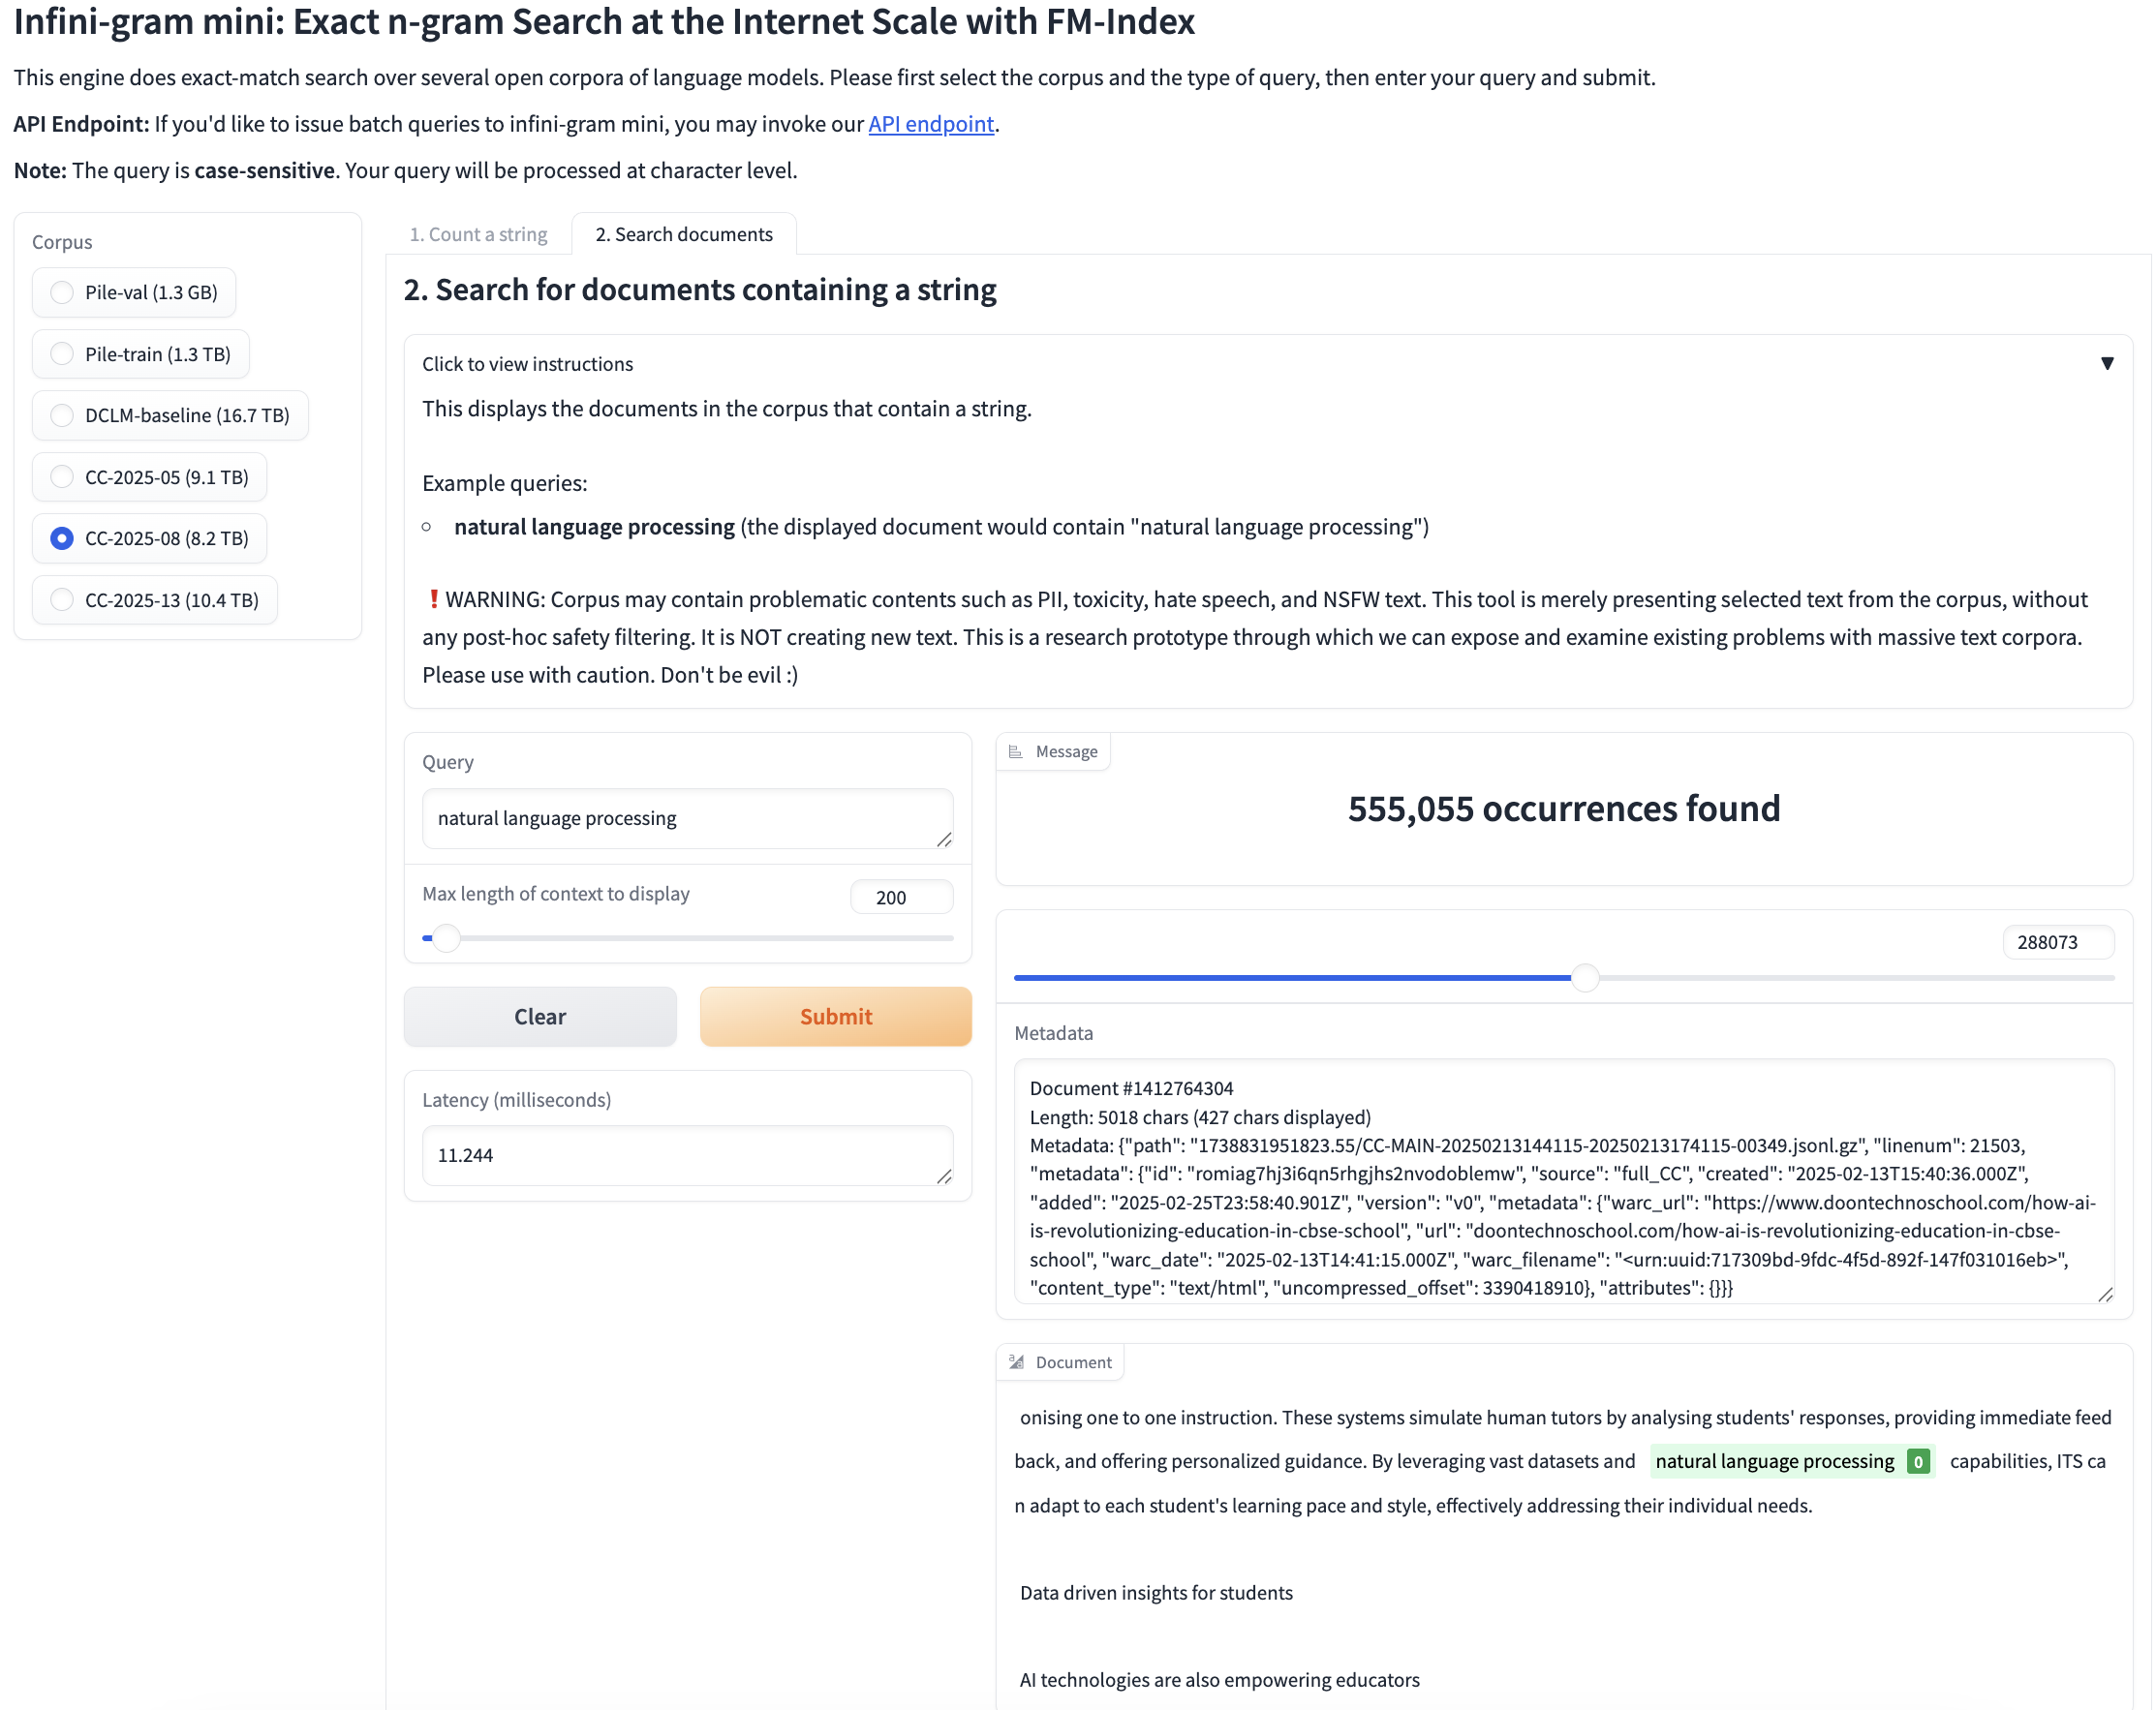 Infini-gram mini: Exact n-gram Search at the Internet Scale with FM-Index
This engine does exact-match search over several open corpora of language models. Please first select the corpus and the type of query, then enter your query and submit.
API Endpoint: If you'd like to issue batch queries to infini-gram mini, you may invoke our API endpoint.
Note: The query is case-sensitive. Your query will be processed at character level.
Corpus
Pile-val (1.3 GB)
Pile-train (1.3 TB)
DCLM-baseline (16.7 TB)
CC-2025-05 (9.1 TB)
CC-2025-08 (8.2 TB)
CC-2025-13 (10.4 TB)
1. Count a string
2. Search documents
2. Search for documents containing a string
Click to view instructions
▼
This displays the documents in the corpus that contain a string.
Example queries:
natural language processing (the displayed document would contain "natural language processing")
❗WARNING: Corpus may contain problematic contents such as PII, toxicity, hate speech, and NSFW text. This tool is merely presenting selected text from the corpus, without
any post-hoc safety filtering. It is NOT creating new text. This is a research prototype through which we can expose and examine existing problems with massive text corpora.
Please use with caution. Don't be evil :)
Query
natural language processing
Max length of context to display
200
Clear
Submit
Latency (milliseconds)
11.244
Message
555,055 occurrences found
288073
Metadata
Document #1412764304
Length: 5018 chars (427 chars displayed)
Metadata: {"path": "1738831951823.55/CC-MAIN-20250213144115-20250213174115-00349.jsonl.gz", "linenum": 21503,
"metadata": {"id": "romiag7hj3i6qn5rhgjhs2nvodoblemw", "source": "full_CC", "created": "2025-02-13T15:40:36.000Z",
"added": "2025-02-25T23:58:40.901Z", "version": "v0", "metadata": {"warc_url": "https://www.doontechnoschool.com/how-ai-
is-revolutionizing-education-in-cbse-school", "url": "doontechnoschool.com/how-ai-is-revolutionizing-education-in-cbse-
school", "warc_date": "2025-02-13T14:41:15.000Z", "warc_filename": "<urn:uuid:717309bd-9fdc-4f5d-892f-147f031016eb>",
"content_type": "text/html", "uncompressed_offset": 3390418910}, "attributes": {}}}
Document
onising one to one instruction. These systems simulate human tutors by analysing students' responses, providing immediate feed
back, and offering personalized guidance. By leveraging vast datasets and natural language processing 0 capabilities, ITS ca
n adapt to each student's learning pace and style, effectively addressing their individual needs.
Data driven insights for students
AI technologies are also empowering educators